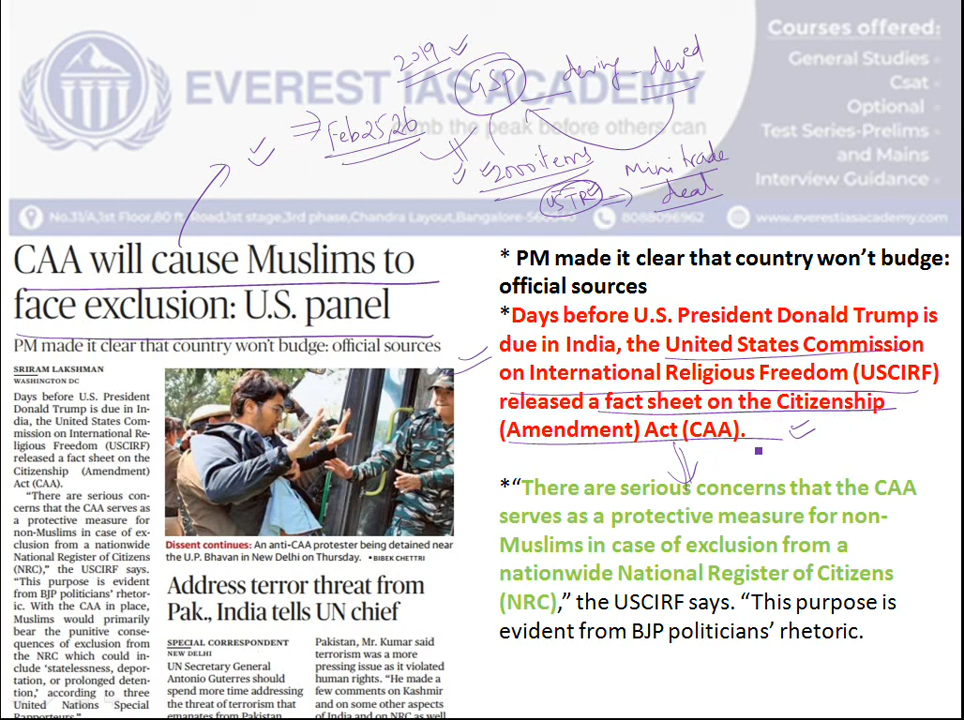 Courses offered:
General Studies
Csat
Optional
Test Series-Prelims
and Mains
Interview Guidance
EVEREST IAS ACADEMY
climb the peak before others can
2019
GSP
deving - deved
Feb 25, 26
2000 items
Mini trade
deal
USTR
No.31/A,1st Floor,80 ft Road,1st stage,3rd phase,Chandra Layout,Bangalore-
www.everestiasacademy.com
CAA will cause Muslims to
face exclusion: U.S. panel
PM made it clear that country won't budge: official sources
SRIRAM LAKSHMAN
WASHINGTON DC
Days before U.S. President
Donald Trump is due in In-
dia, the United States Com-
mission on International Re-
ligious Freedom (USCIRF)
released a fact sheet on the
Citizenship (Amendment)
Act (CAA).
"There are serious con-
cerns that the CAA serves as
a protective measure for
non-Muslims in case of ex-
clusion from a nationwide
National Register of Citizens
(NRC)," the USCIRF says.
"This purpose is evident
from BJP politicians' rhetor-
ic. With the CAA in place,
Muslims would primarily
bear the punitive conse-
quences of exclusion from
the NRC which could in-
clude 'statelessness, depor-
tation, or prolonged deten-
tion,' according to three
United Nations Special
Rapporteurs."
Dissent continues: An anti-CAA protester being detained near
the U.P. Bhavan in New Delhi on Thursday. • BIBEK CHETTRI
Address terror threat from
Pak., India tells UN chief
SPECIAL CORRESPONDENT
NEW DELHI
UN Secretary General
Antonio Guterres should
spend more time addressing
the threat of terrorism that
emanates from Pakistan,
Pakistan, Mr. Kumar said
terrorism was a more
pressing issue as it violated
human rights. "He made a
few comments on Kashmir
and on some other aspects
of India and on NRC as well
* PM made it clear that country won't budge:
official sources
*Days before U.S. President Donald Trump is
due in India, the United States Commission
on International Religious Freedom (USCIRF)
released a fact sheet on the Citizenship
(Amendment) Act (CAA).
*"There are serious concerns that the CAA
serves as a protective measure for non-
Muslims in case of exclusion from a
nationwide National Register of Citizens
(NRC)," the USCIRF says. "This purpose is
evident from BJP politicians' rhetoric.